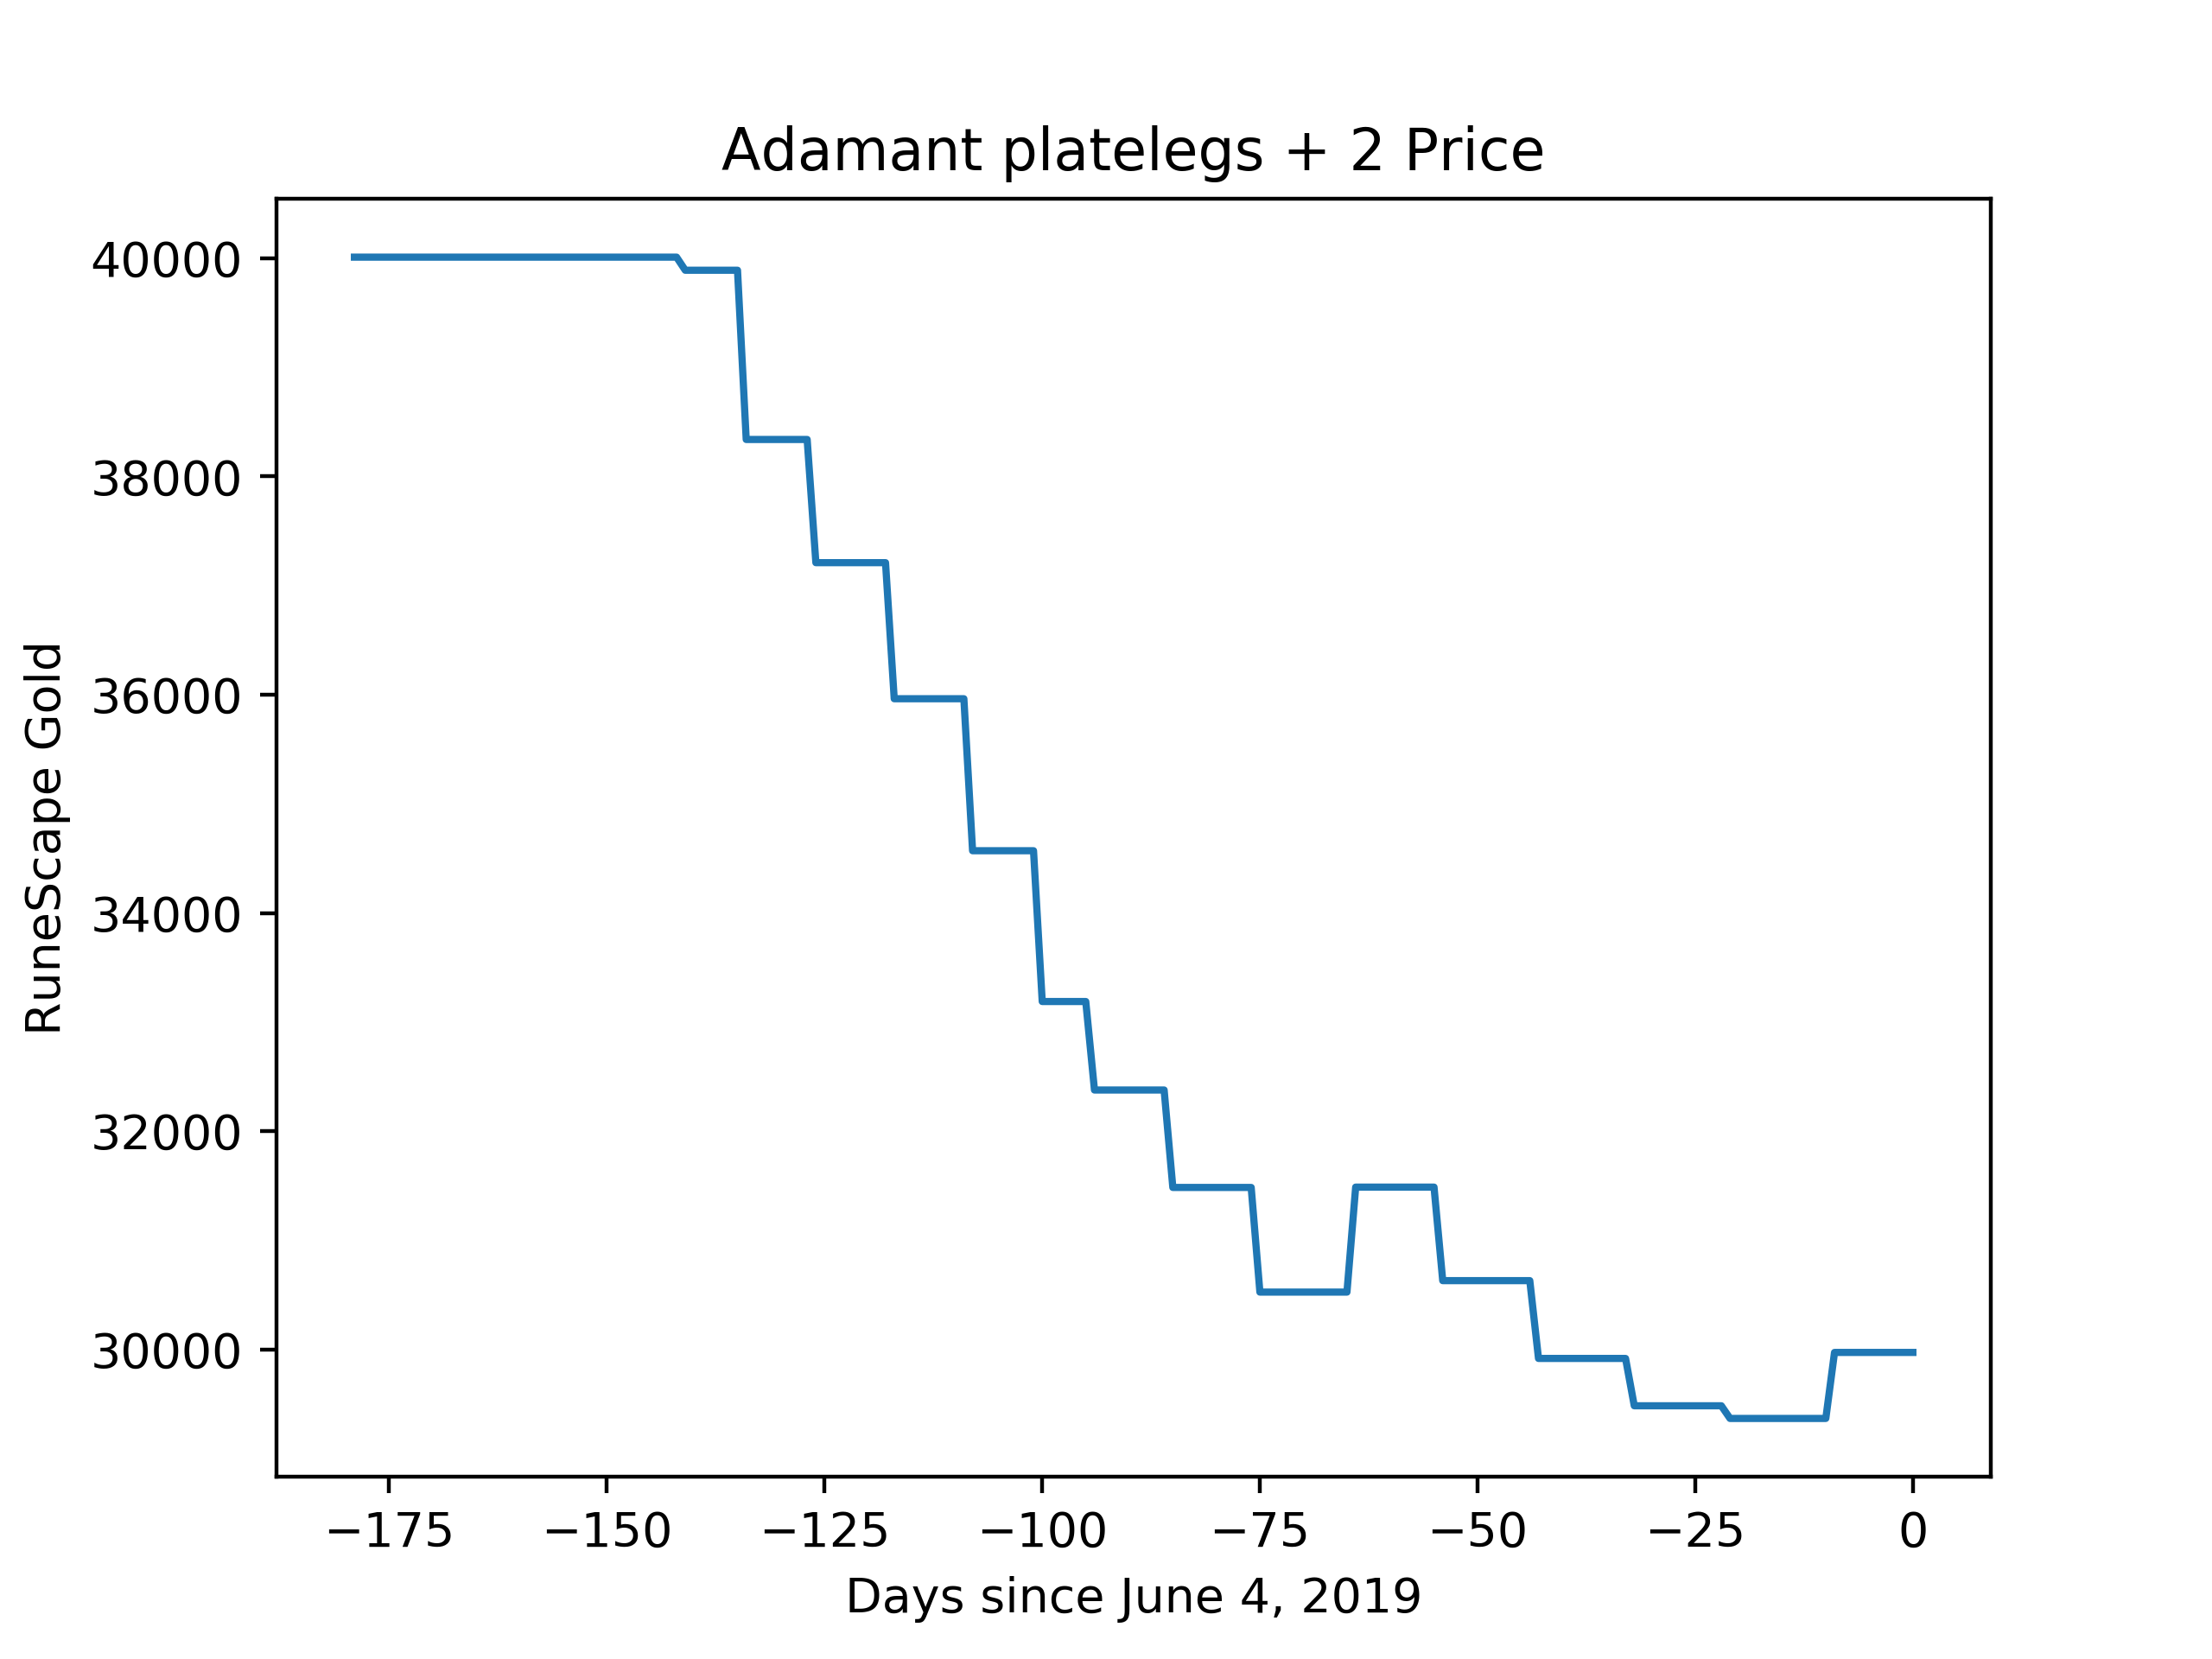 Adamant platelegs + 2 Price
RuneScape Gold
40000
38000
36000
34000
32000
30000
−175 −150 −125 −100 −75 −50 −25 0
Days since June 4, 2019